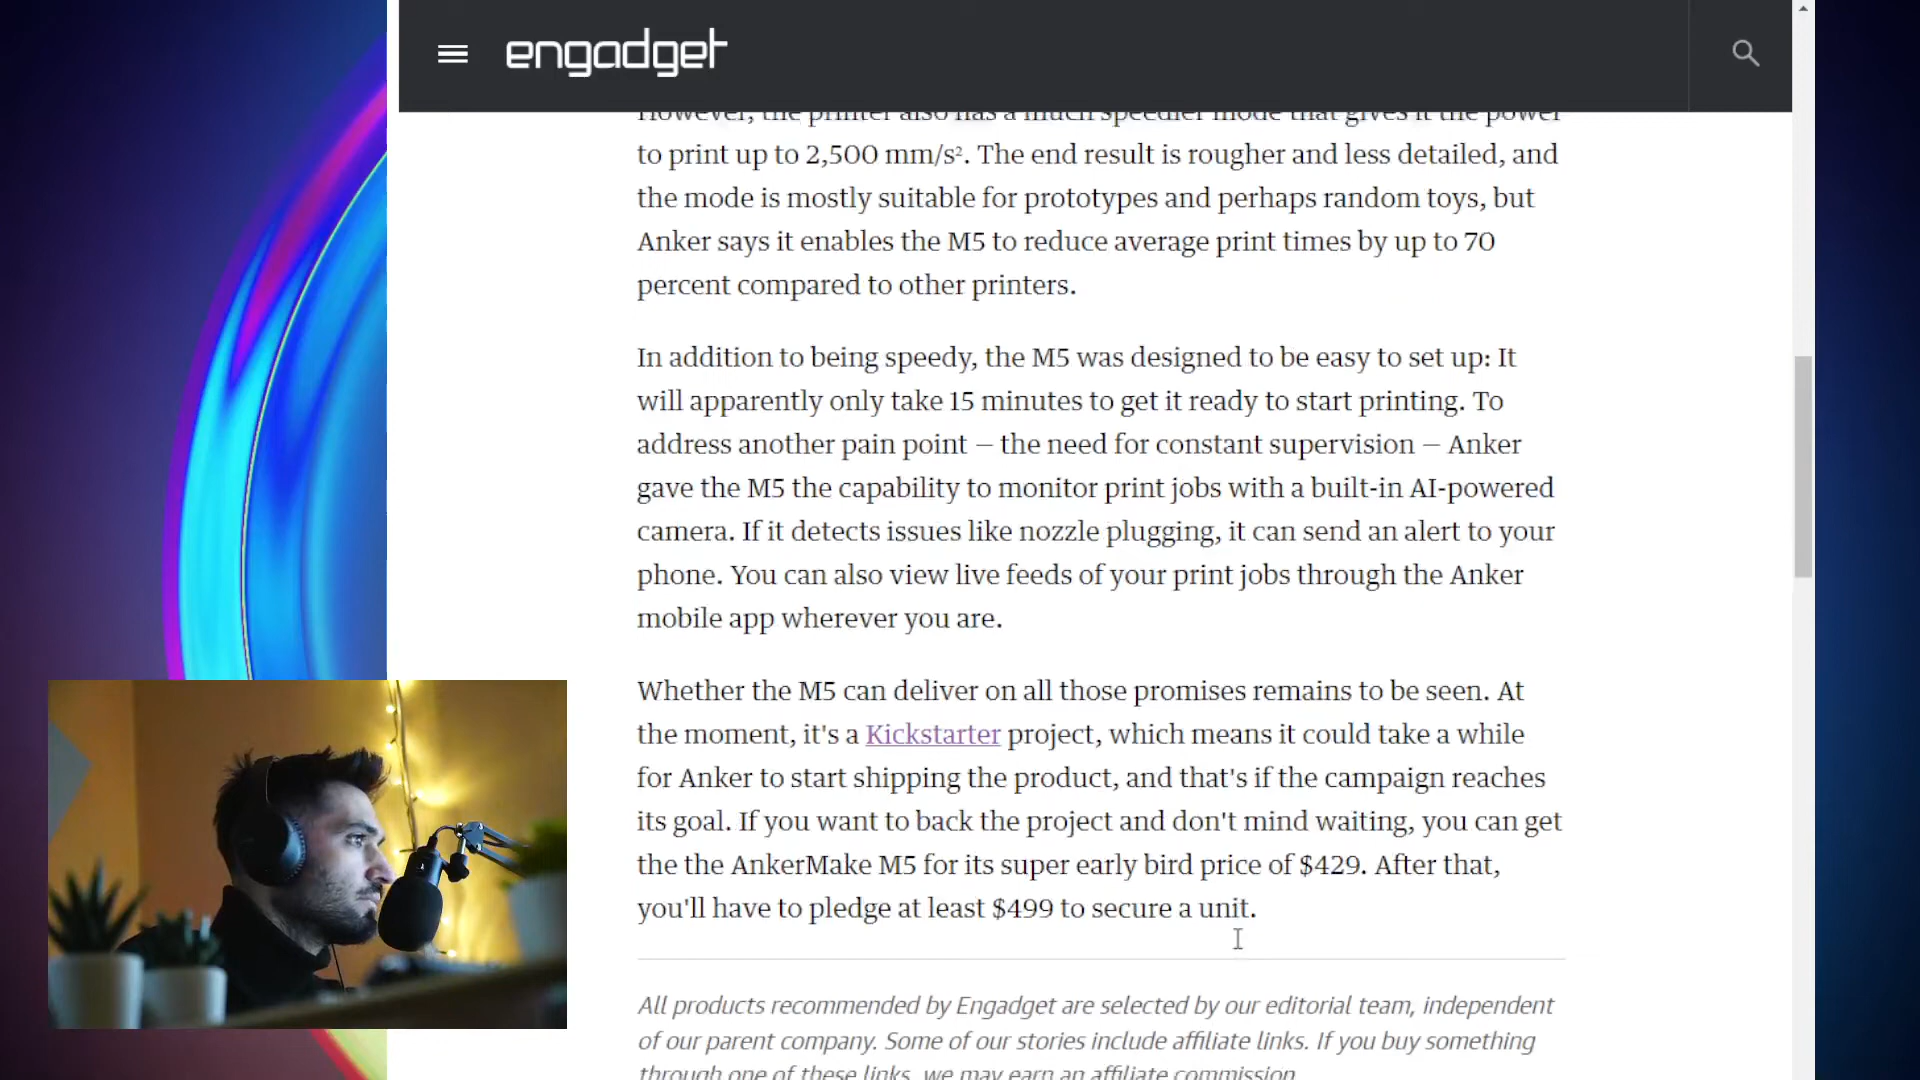 engadget
However, the printer also has a much speedier mode that gives it the power
to print up to 2,500 mm/s². The end result is rougher and less detailed, and
the mode is mostly suitable for prototypes and perhaps random toys, but
Anker says it enables the M5 to reduce average print times by up to 70
percent compared to other printers.
In addition to being speedy, the M5 was designed to be easy to set up: It
will apparently only take 15 minutes to get it ready to start printing. To
address another pain point — the need for constant supervision — Anker
gave the M5 the capability to monitor print jobs with a built-in AI-powered
camera. If it detects issues like nozzle plugging, it can send an alert to your
phone. You can also view live feeds of your print jobs through the Anker
mobile app wherever you are.
Whether the M5 can deliver on all those promises remains to be seen. At
the moment, it's a Kickstarter project, which means it could take a while
for Anker to start shipping the product, and that's if the campaign reaches
its goal. If you want to back the project and don't mind waiting, you can get
the the AnkerMake M5 for its super early bird price of $429. After that,
you'll have to pledge at least $499 to secure a unit.
All products recommended by Engadget are selected by our editorial team, independent
of our parent company. Some of our stories include affiliate links. If you buy something
through one of these links, we may earn an affiliate commission.